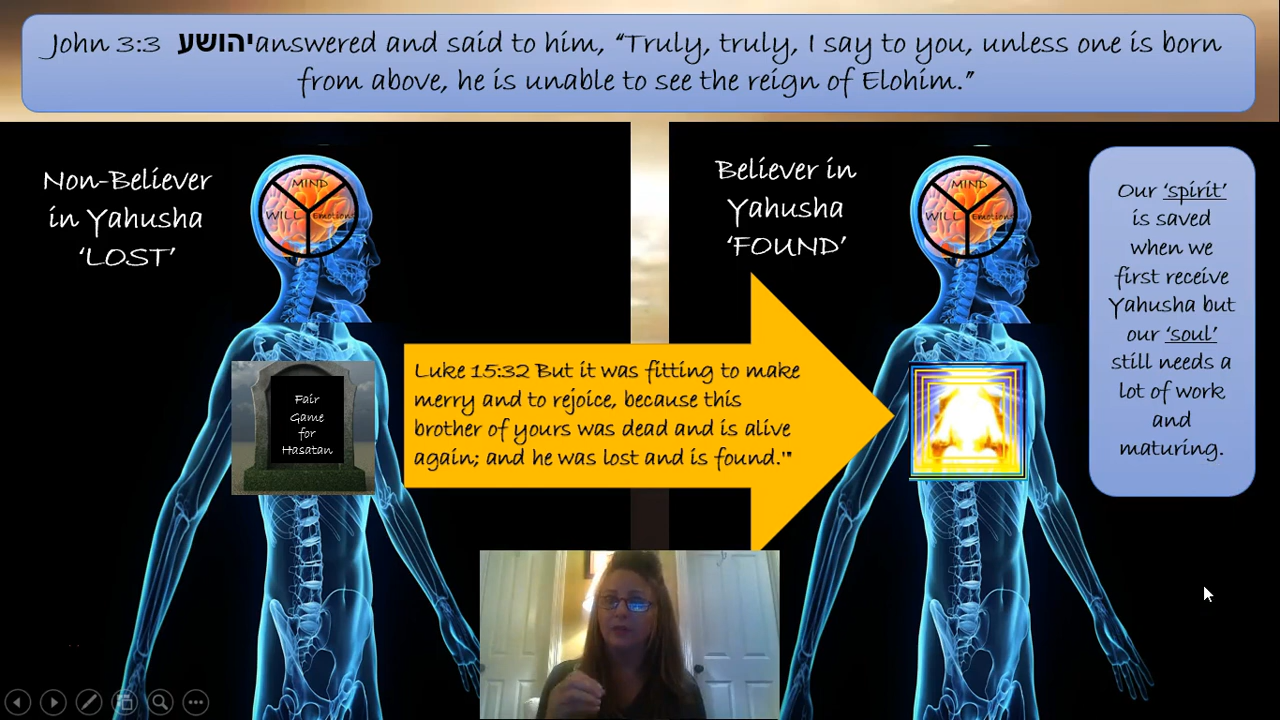 John 3:3 יהושע answered and said to him, “Truly, truly, I say to you, unless one is born
from above, he is unable to see the reign of Elohim.”
Non-Believer
in Yahusha
‘LOST’
MIND
WILL
Emotions
Fair
Game
for
Hasatan
Luke 15:32 But it was fitting to make
merry and to rejoice, because this
brother of yours was dead and is alive
again; and he was lost and is found.'"
Believer in
Yahusha
‘FOUND’
MIND
WILL
Emotions
Our ‘spirit’
is saved
when we
first receive
Yahusha but
our ‘soul’
still needs a
lot of work
and
maturing.